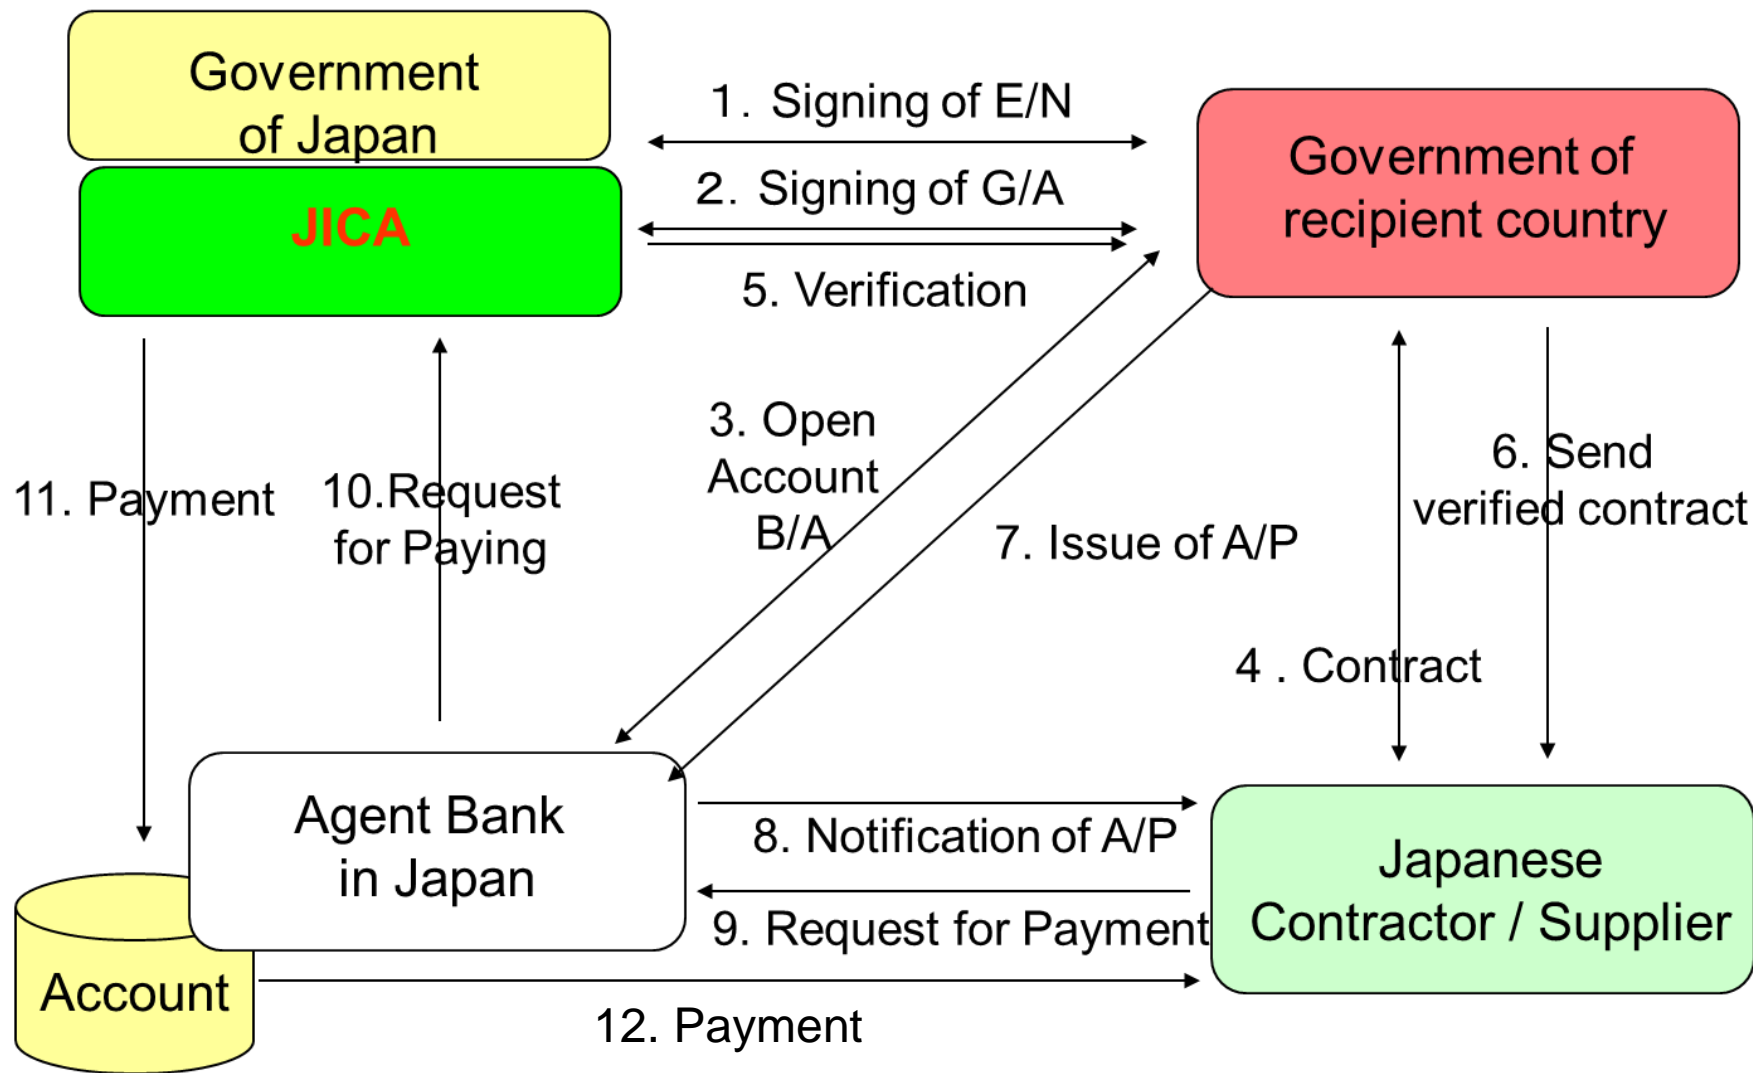 Government
of Japan
JICA
1. Signing of E/N
2. Signing of G/A
5. Verification
Government of
recipient country
3. Open
Account
B/A
7. Issue of A/P
6. Send
verified contract
4 . Contract
11. Payment
10.Request
for Paying
Agent Bank
in Japan
8. Notification of A/P
9. Request for Payment
Japanese
Contractor / Supplier
Account
12. Payment